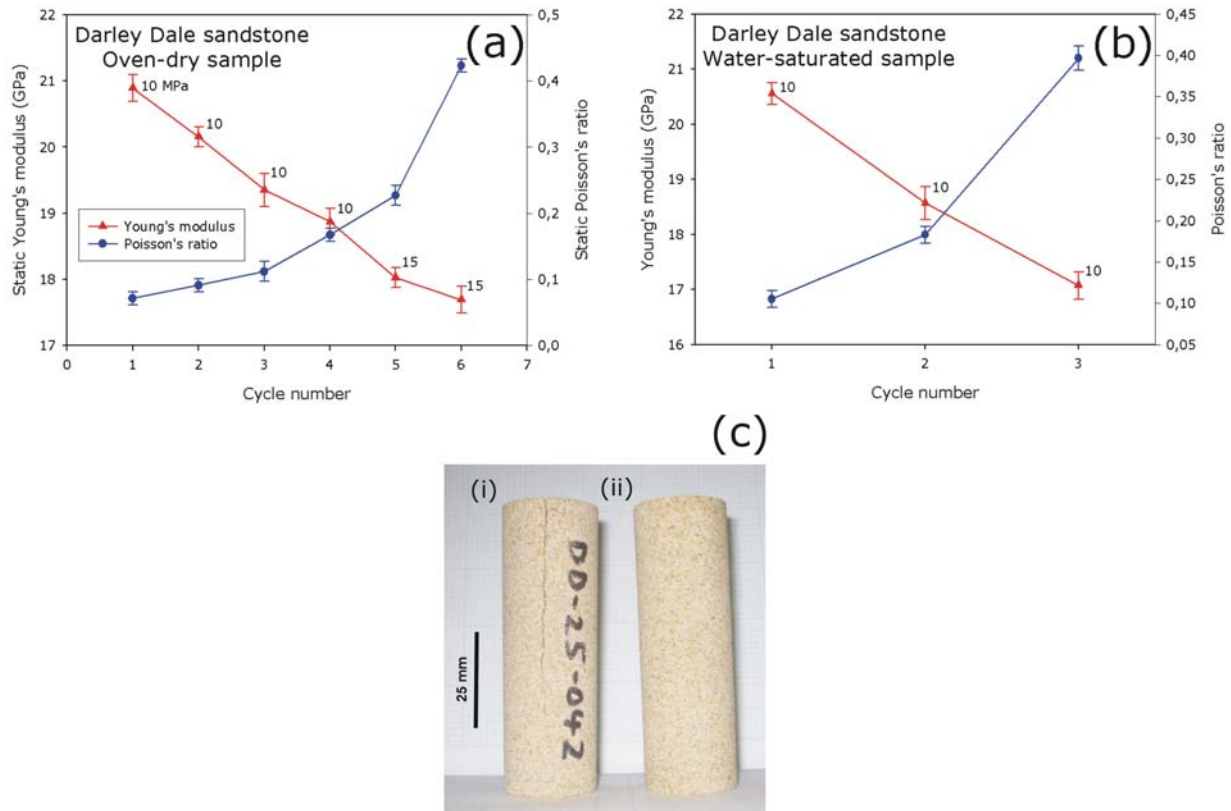 Darley Dale sandstone
Oven-dry sample
(a)
22
21
20
19
18
17
Static Young's modulus (GPa)
0,5
0,4
0,3
0,2
0,1
0,0
Static Poisson's ratio
10 MPa
10
10
10
15
15
Young's modulus
Poisson's ratio
0 1 2 3 4 5 6 7
Cycle number
Darley Dale sandstone
Water-saturated sample
(b)
22
21
20
19
18
17
16
Young's modulus (GPa)
0,45
0,40
0,35
0,30
0,25
0,20
0,15
0,10
0,05
Poisson's ratio
10
10
10
1 2 3
Cycle number
(c)
(i)
(ii)
25 mm
DD-25-042